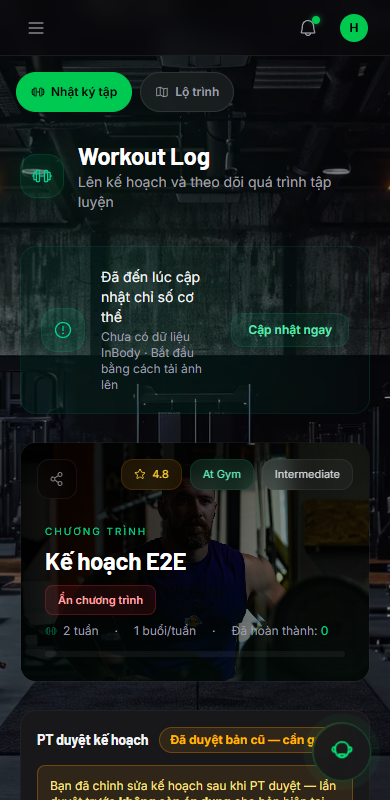 H
Nhật ký tập
Lộ trình
Workout Log
Lên kế hoạch và theo dõi quá trình tập
luyện
Đã đến lúc cập
nhật chỉ số cơ
thể
Chưa có dữ liệu
InBody · Bắt đầu
bằng cách tải ảnh
lên
Cập nhật ngay
4.8
At Gym
Intermediate
CHƯƠNG TRÌNH
Kế hoạch E2E
Ẩn chương trình
2 tuần · 1 buổi/tuần · Đã hoàn thành: 0
PT duyệt kế hoạch
Đã duyệt bản cũ — cần
Bạn đã chỉnh sửa kế hoạch sau khi PT duyệt — lần